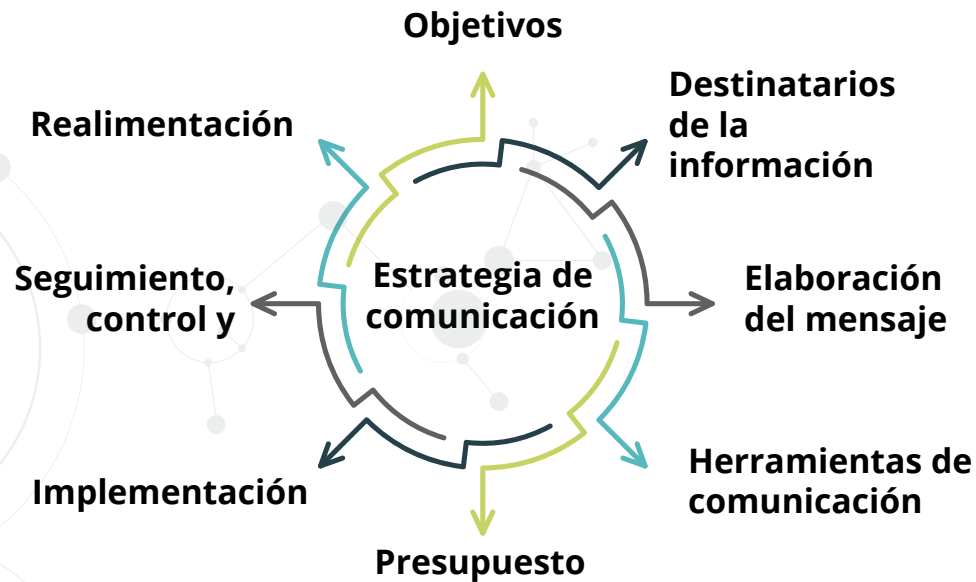 Objetivos
Destinatarios
de la
información
Elaboración
del mensaje
Herramientas de
comunicación
Presupuesto
Implementación
Seguimiento,
control y
Realimentación
Estrategia de
comunicación